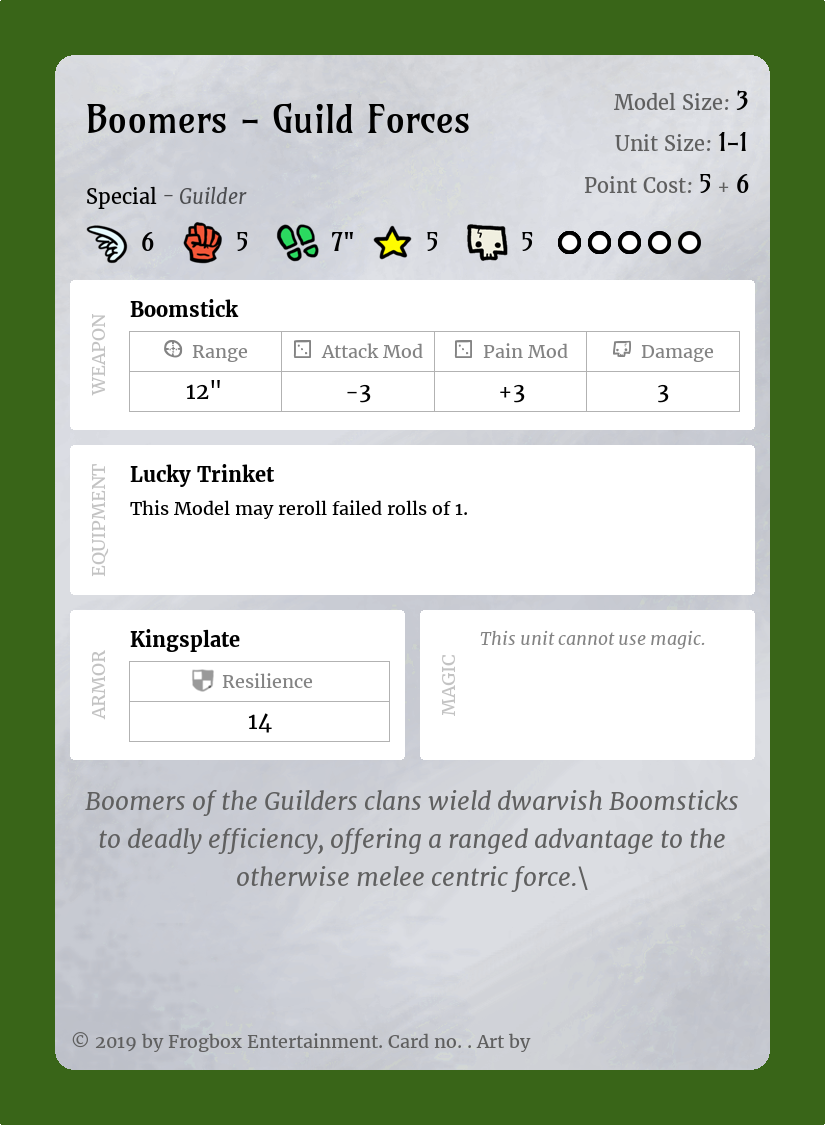 Boomers - Guild Forces
Model Size: 3
Unit Size: 1-1
Point Cost: 5 + 6
Special - Guilder
6 5 7" 5 5
WEAPON
Boomstick
Range Attack Mod Pain Mod Damage
12" -3 +3 3
EQUIPMENT
Lucky Trinket
This Model may reroll failed rolls of 1.
ARMOR
Kingsplate
Resilience
14
MAGIC
This unit cannot use magic.
Boomers of the Guilders clans wield dwarvish Boomsticks
to deadly efficiency, offering a ranged advantage to the
otherwise melee centric force.\
© 2019 by Frogbox Entertainment. Card no. . Art by